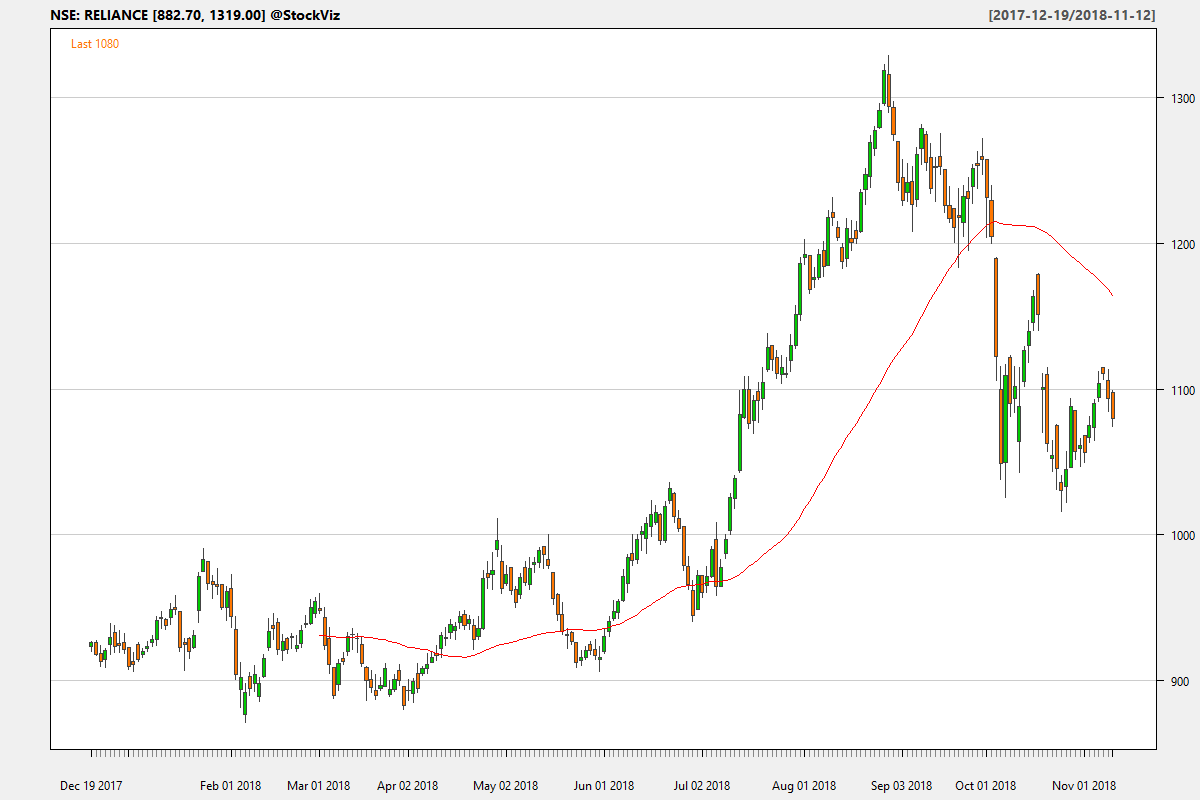 NSE: RELIANCE [882.70, 1319.00] @StockViz [2017-12-19/2018-11-12]
Last 1080
1300
1200
1100
1000
900
Dec 19 2017 Feb 01 2018 Mar 01 2018 Apr 02 2018 May 02 2018 Jun 01 2018 Jul 02 2018 Aug 01 2018 Sep 03 2018 Oct 01 2018 Nov 01 2018